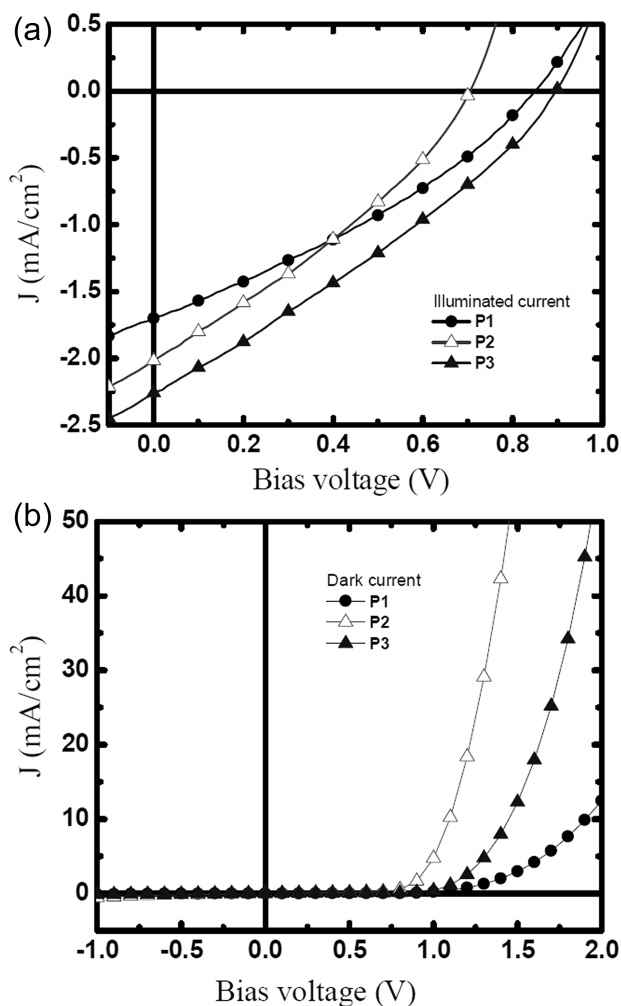 (a)
0.5
0.0
-0.5
-1.0
-1.5
-2.0
-2.5
J (mA/cm²)
Illuminated current
P1
P2
P3
0.0 0.2 0.4 0.6 0.8 1.0
Bias voltage (V)
(b)
50
40
30
20
10
0
J (mA/cm²)
Dark current
P1
P2
P3
-1.0 -0.5 0.0 0.5 1.0 1.5 2.0
Bias voltage (V)